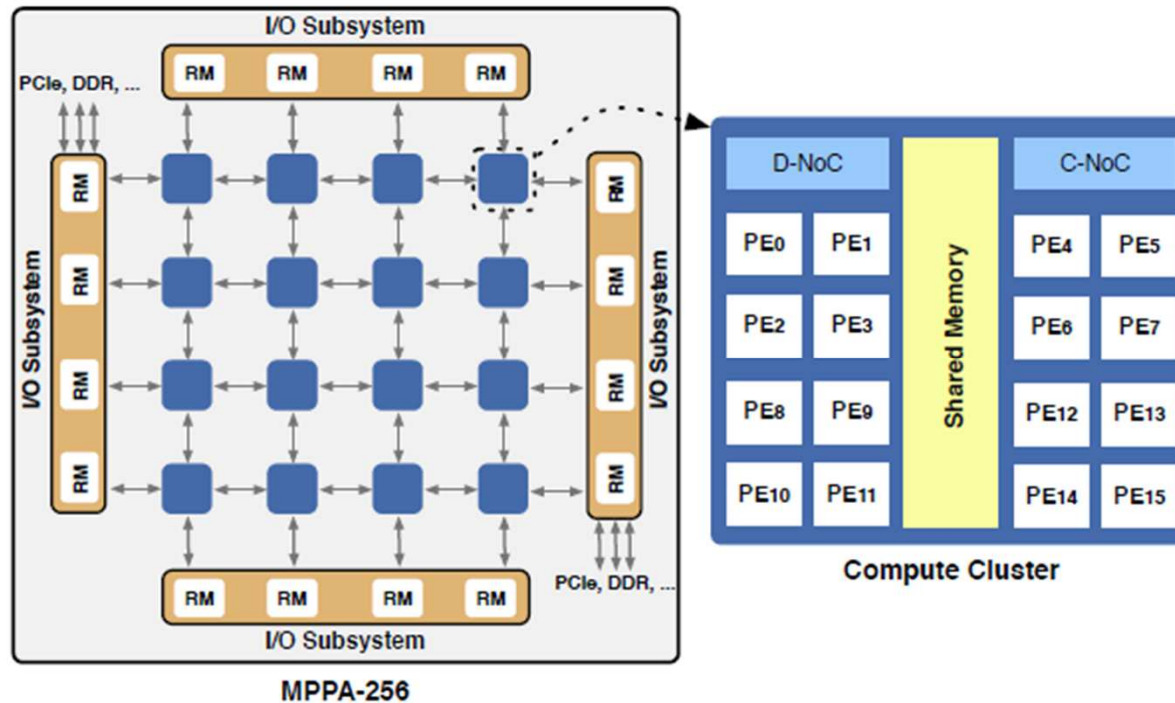 I/O Subsystem
RM RM RM RM
PCIe, DDR, ...
I/O Subsystem
RM
RM
RM
RM
RM
RM
RM
RM
I/O Subsystem
PCIe, DDR, ...
RM RM RM RM
I/O Subsystem
MPPA-256
D-NoC
C-NoC
PE0 PE1
PE4 PE5
PE2 PE3
PE6 PE7
PE8 PE9
PE12 PE13
PE10 PE11
PE14 PE15
Shared Memory
Compute Cluster